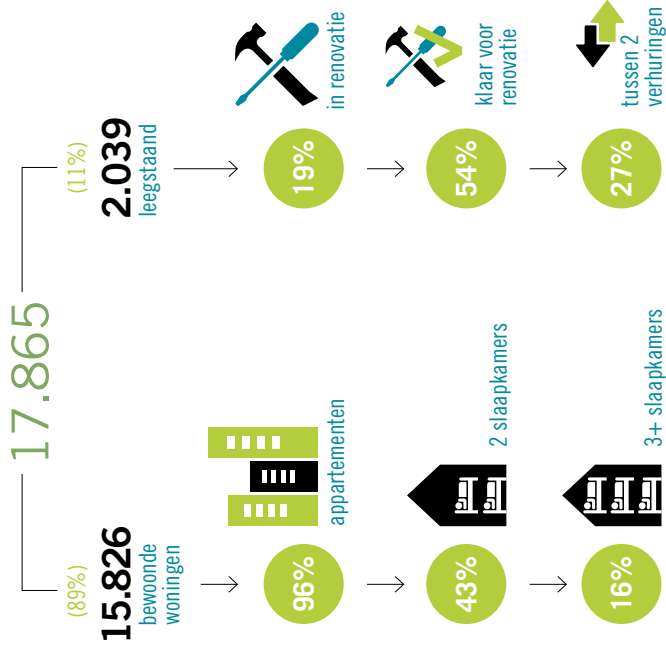 17.865
(89%)
15.826
bewoonde
woningen
96%
appartementen
43%
2 slaapkamers
16%
3+ slaapkamers
(11%)
2.039
leegstaand
19%
in renovatie
54%
klaar voor
renovatie
27%
tussen 2
verhuringen